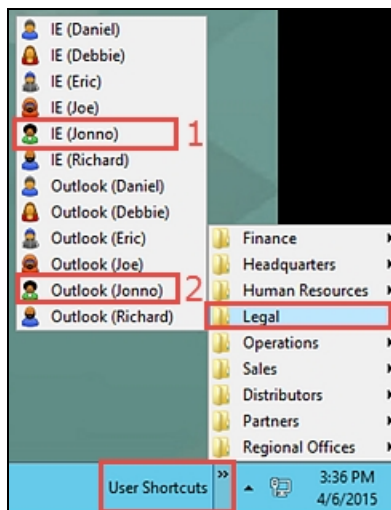 IE (Daniel)
IE (Debbie)
IE (Eric)
IE (Joe)
IE (Jonno)
1
IE (Richard)
Outlook (Daniel)
Outlook (Debbie)
Outlook (Eric)
Outlook (Joe)
Outlook (Jonno)
2
Outlook (Richard)
Finance
Headquarters
Human Resources
Legal
Operations
Sales
Distributors
Partners
Regional Offices
User Shortcuts
3:36 PM
4/6/2015